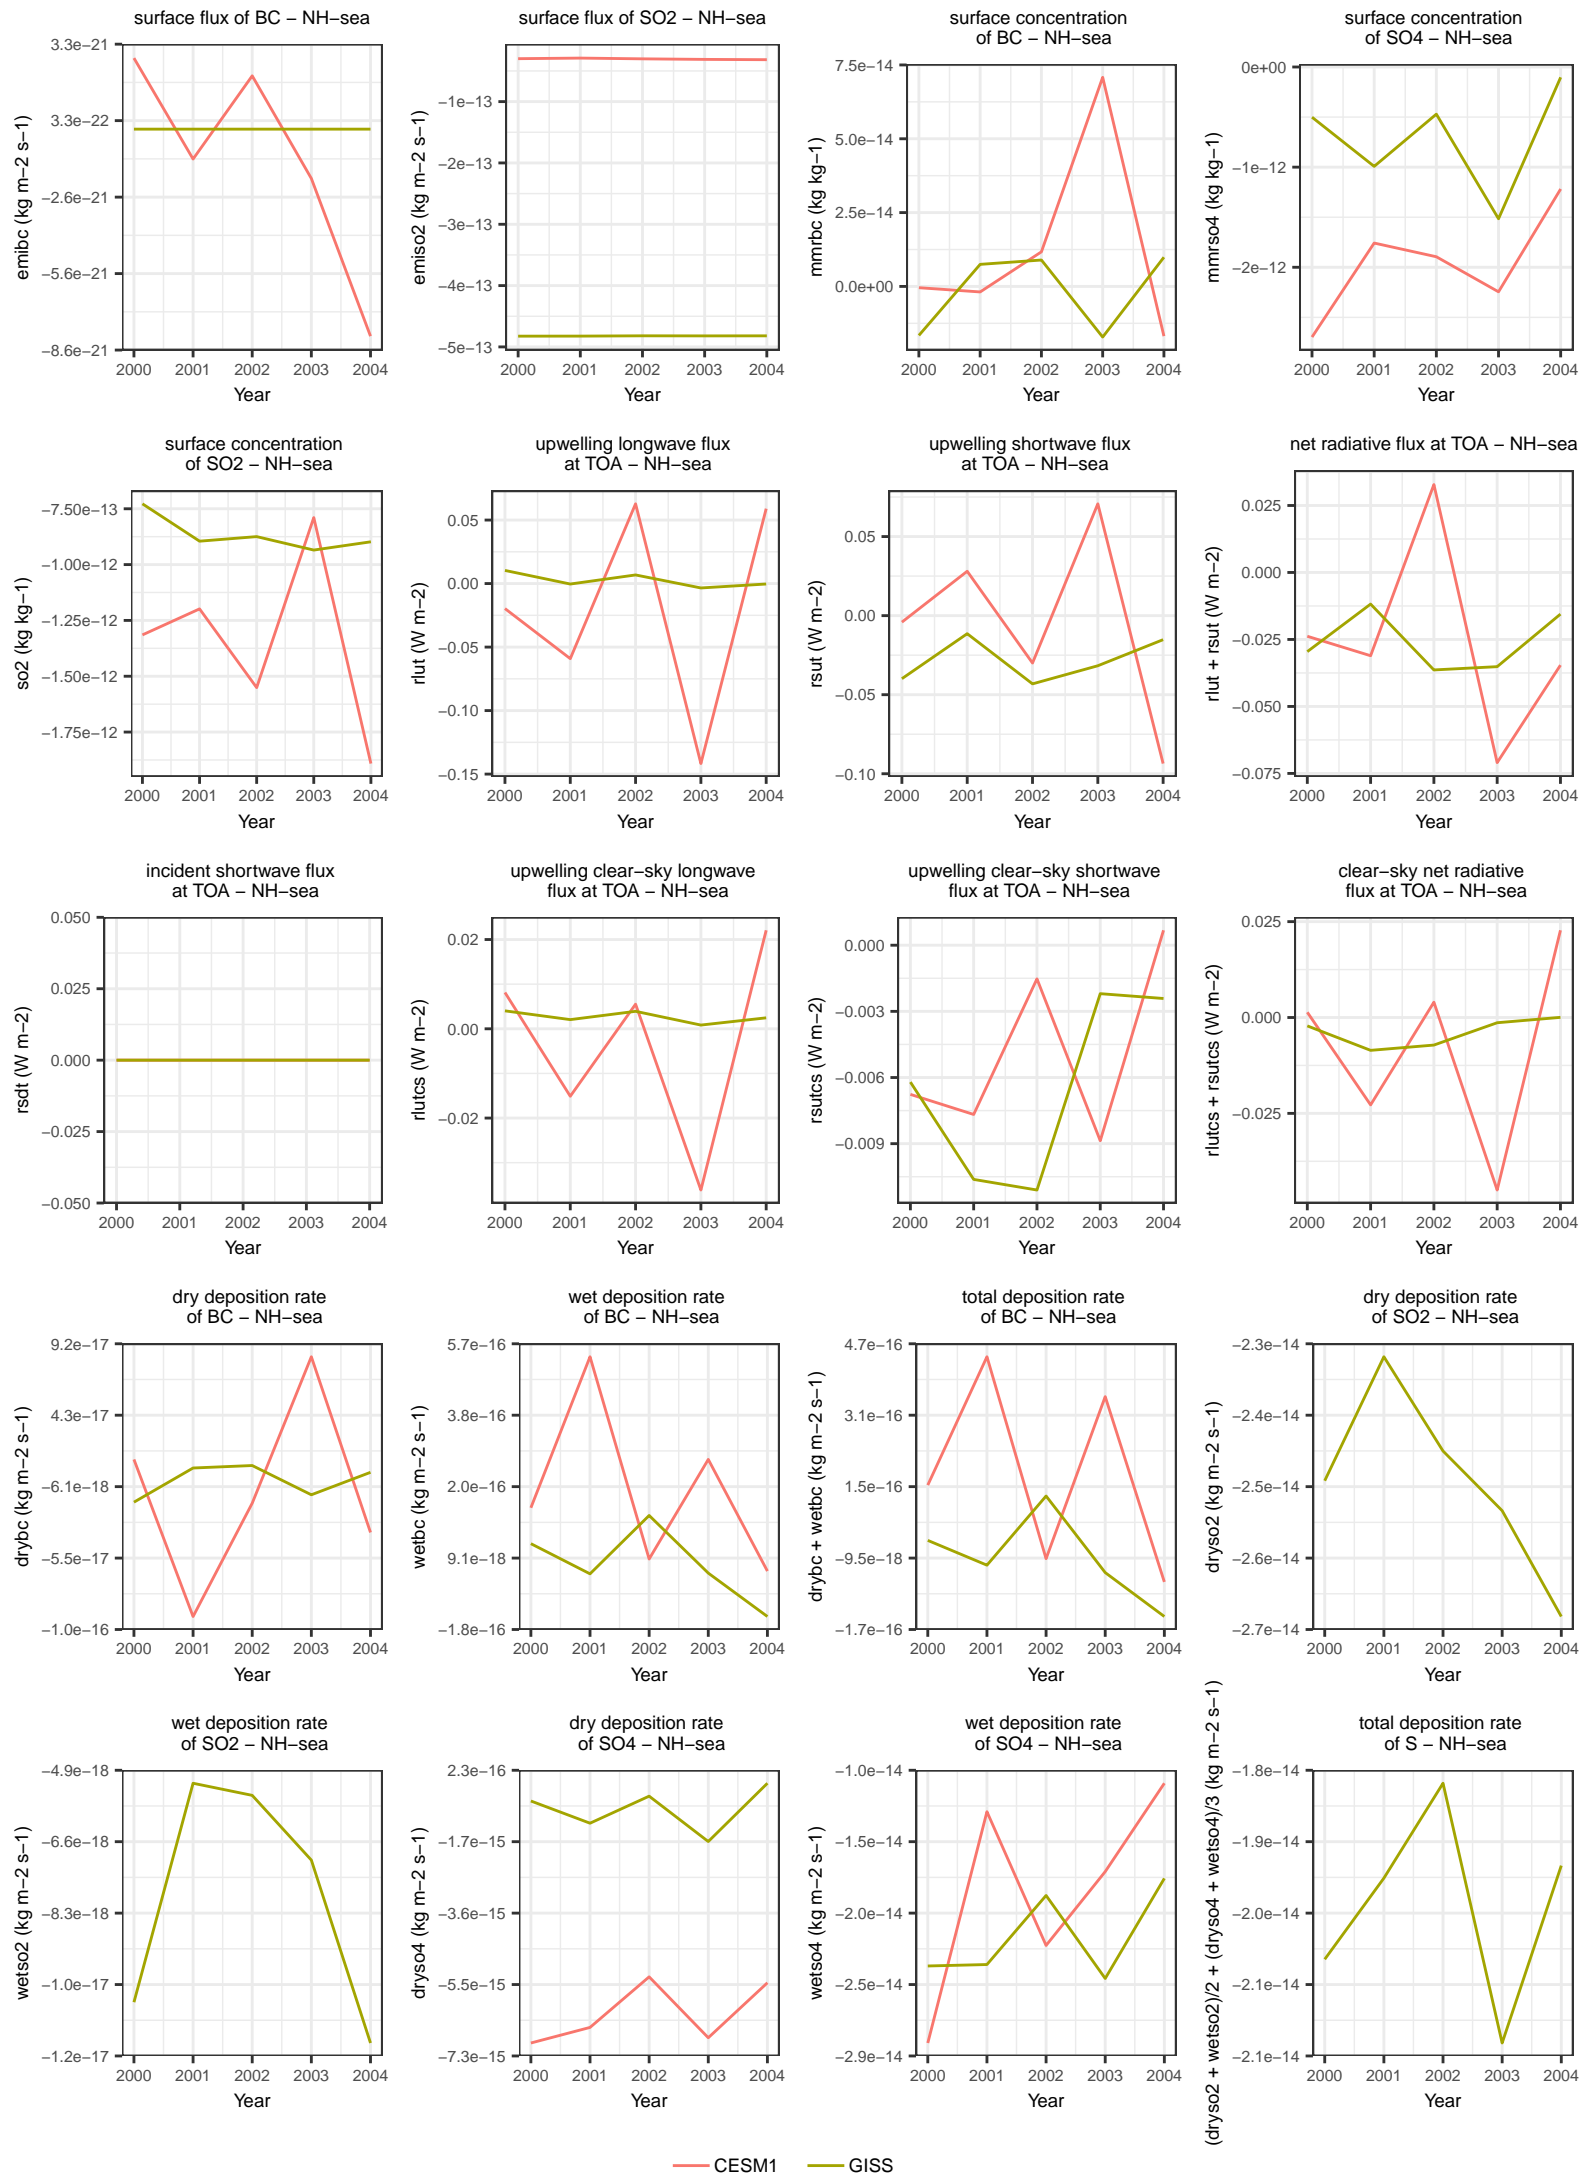 surface flux of BC − NH−sea
emibc (kg m−2 s−1)
3.3e−21
3.3e−22
−2.6e−21
−5.6e−21
−8.6e−21
2000 2001 2002 2003 2004
Year
surface flux of SO2 − NH−sea
emiso2 (kg m−2 s−1)
−1e−13
−2e−13
−3e−13
−4e−13
−5e−13
2000 2001 2002 2003 2004
Year
surface concentration
of BC − NH−sea
mmrbc (kg kg−1)
7.5e−14
5.0e−14
2.5e−14
0.0e+00
2000 2001 2002 2003 2004
Year
surface concentration
of SO4 − NH−sea
mmrso4 (kg kg−1)
0e+00
−1e−12
−2e−12
2000 2001 2002 2003 2004
Year
surface concentration
of SO2 − NH−sea
so2 (kg kg−1)
−7.50e−13
−1.00e−12
−1.25e−12
−1.50e−12
−1.75e−12
2000 2001 2002 2003 2004
Year
upwelling longwave flux
at TOA − NH−sea
rlut (W m−2)
0.05
0.00
−0.05
−0.10
−0.15
2000 2001 2002 2003 2004
Year
upwelling shortwave flux
at TOA − NH−sea
rsut (W m−2)
0.05
0.00
−0.05
−0.10
2000 2001 2002 2003 2004
Year
net radiative flux at TOA − NH−sea
rlut + rsut (W m−2)
0.025
0.000
−0.025
−0.050
−0.075
2000 2001 2002 2003 2004
Year
incident shortwave flux
at TOA − NH−sea
rsdt (W m−2)
0.050
0.025
0.000
−0.025
−0.050
2000 2001 2002 2003 2004
Year
upwelling clear−sky longwave
flux at TOA − NH−sea
rlutcs (W m−2)
0.02
0.00
−0.02
2000 2001 2002 2003 2004
Year
upwelling clear−sky shortwave
flux at TOA − NH−sea
rsutcs (W m−2)
0.000
−0.003
−0.006
−0.009
2000 2001 2002 2003 2004
Year
clear−sky net radiative
flux at TOA − NH−sea
rlutcs + rsutcs (W m−2)
0.025
0.000
−0.025
2000 2001 2002 2003 2004
Year
dry deposition rate
of BC − NH−sea
drybc (kg m−2 s−1)
9.2e−17
4.3e−17
−6.1e−18
−5.5e−17
−1.0e−16
2000 2001 2002 2003 2004
Year
wet deposition rate
of BC − NH−sea
wetbc (kg m−2 s−1)
5.7e−16
3.8e−16
2.0e−16
9.1e−18
−1.8e−16
2000 2001 2002 2003 2004
Year
total deposition rate
of BC − NH−sea
drybc + wetbc (kg m−2 s−1)
4.7e−16
3.1e−16
1.5e−16
−9.5e−18
−1.7e−16
2000 2001 2002 2003 2004
Year
dry deposition rate
of SO2 − NH−sea
dryso2 (kg m−2 s−1)
−2.3e−14
−2.4e−14
−2.5e−14
−2.6e−14
−2.7e−14
2000 2001 2002 2003 2004
Year
wet deposition rate
of SO2 − NH−sea
wetso2 (kg m−2 s−1)
−4.9e−18
−6.6e−18
−8.3e−18
−1.0e−17
−1.2e−17
2000 2001 2002 2003 2004
Year
dry deposition rate
of SO4 − NH−sea
dryso4 (kg m−2 s−1)
2.3e−16
−1.7e−15
−3.6e−15
−5.5e−15
−7.3e−15
2000 2001 2002 2003 2004
Year
wet deposition rate
of SO4 − NH−sea
wetso4 (kg m−2 s−1)
−1.0e−14
−1.5e−14
−2.0e−14
−2.5e−14
−2.9e−14
2000 2001 2002 2003 2004
Year
total deposition rate
of S − NH−sea
(dryso2 + wetso2)/2 + (dryso4 + wetso4)/3 (kg m−2 s−1)
−1.8e−14
−1.9e−14
−2.0e−14
−2.1e−14
−2.1e−14
2000 2001 2002 2003 2004
Year
CESM1 GISS